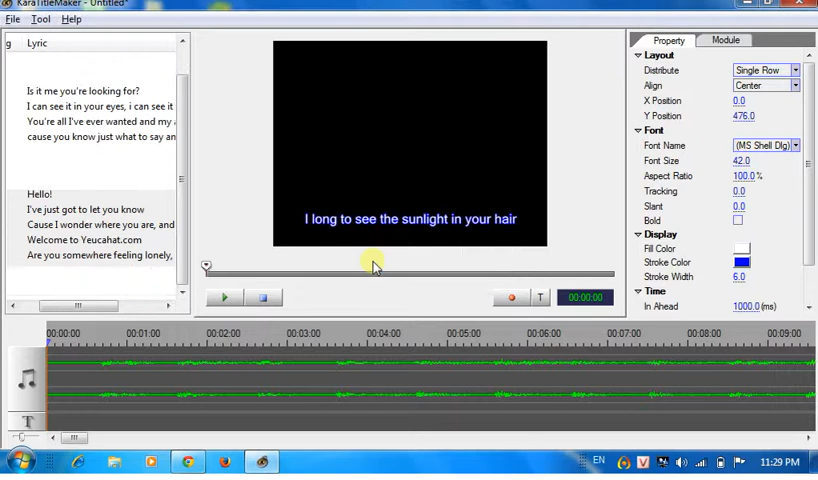 KaraTitleMaker - Untitled*
File Tool Help
g Lyric
Is it me you're looking for?
I can see it in your eyes, i can see it
You're all I've ever wanted and my a
cause you know just what to say an
Hello!
I've just got to let you know
Cause I wonder where you are, and
Welcome to Yeucahat.com
Are you somewhere feeling lonely,
I long to see the sunlight in your hair
T 00:00:00
Property Module
Layout
Distribute Single Row
Align Center
X Position 0.0
Y Position 476.0
Font
Font Name (MS Shell Dlg)
Font Size 42.0
Aspect Ratio 100.0 %
Tracking 0.0
Slant 0.0
Bold
Display
Fill Color
Stroke Color
Stroke Width 6.0
Time
In Ahead 1000.0 (ms)
00:00:00 00:01:00 00:02:00 00:03:00 00:04:00 00:05:00 00:06:00 00:07:00 00:08:00 00:09:00
T
EN V 11:29 PM